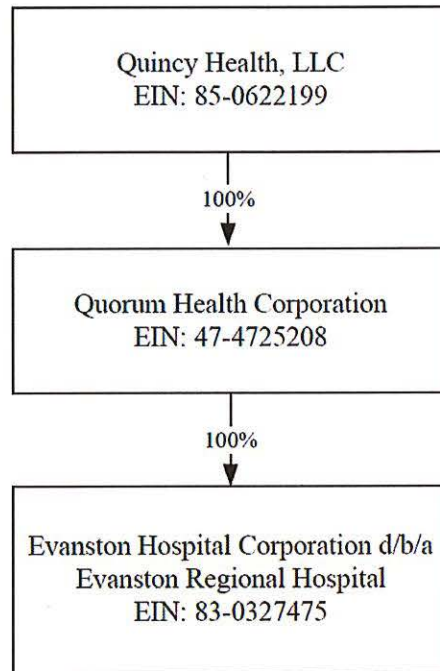 Quincy Health, LLC
EIN: 85-0622199
100%
Quorum Health Corporation
EIN: 47-4725208
100%
Evanston Hospital Corporation d/b/a
Evanston Regional Hospital
EIN: 83-0327475